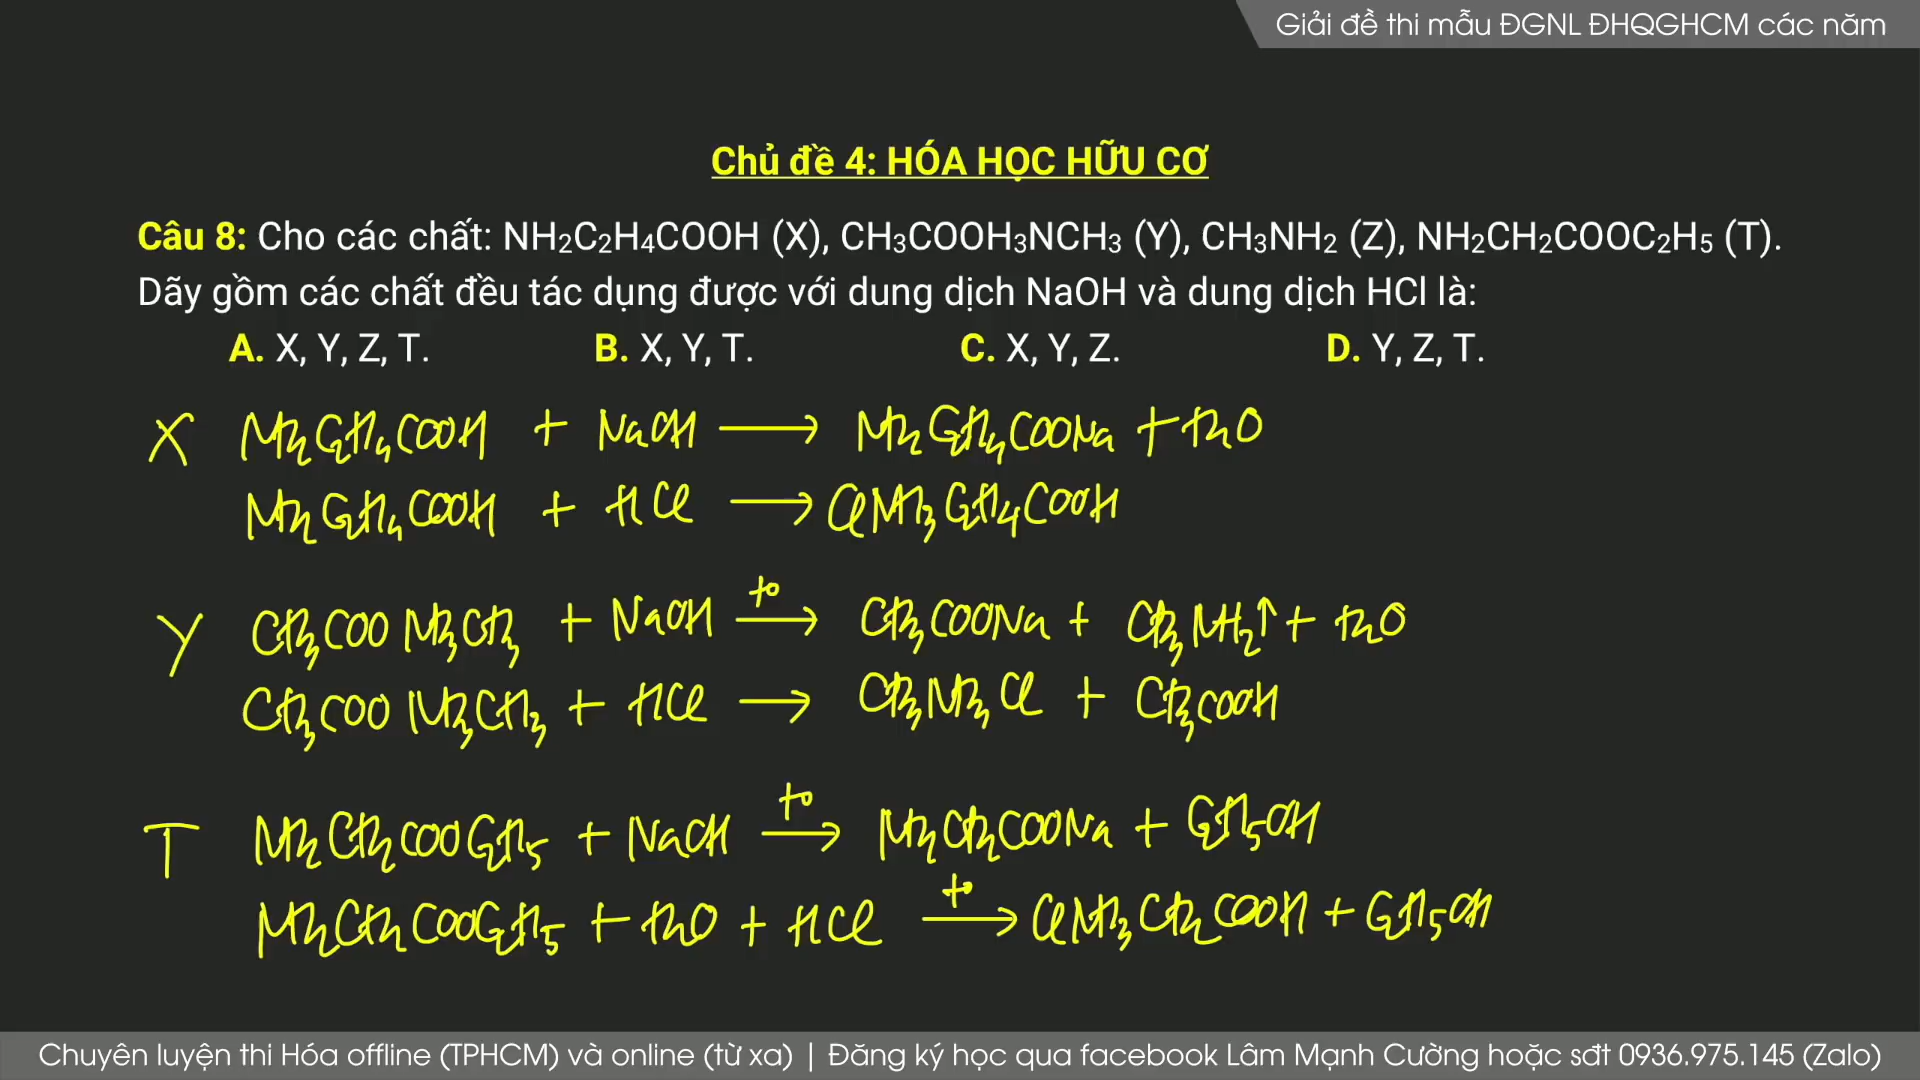 Giải đề thi mẫu ĐGNL ĐHQGHCM các năm
Chủ đề 4: HÓA HỌC HỮU CƠ
Câu 8: Cho các chất: NH₂C₂H₄COOH (X), CH₃COOH₃NCH₃ (Y), CH₃NH₂ (Z), NH₂CH₂COOC₂H₅ (T).
Dãy gồm các chất đều tác dụng được với dung dịch NaOH và dung dịch HCl là:
A. X, Y, Z, T. B. X, Y, T. C. X, Y, Z. D. Y, Z, T.
X NH₂C₂H₄COOH + NaOH ⟶ NH₂C₂H₄COONa + H₂O
NH₂C₂H₄COOH + HCl ⟶ ClNH₃C₂H₄COOH
Y CH₃COONH₃CH₃ + NaOH —t°→ CH₃COONa + CH₃NH₂↑ + H₂O
CH₃COONH₃CH₃ + HCl ⟶ CH₃NH₃Cl + CH₃COOH
T NH₂CH₂COOC₂H₅ + NaOH —t°→ NH₂CH₂COONa + C₂H₅OH
NH₂CH₂COOC₂H₅ + H₂O + HCl —t°→ ClNH₃CH₂COOH + C₂H₅OH
Chuyên luyện thi Hóa offline (TPHCM) và online (từ xa) | Đăng ký học qua facebook Lâm Mạnh Cường hoặc sđt 0936.975.145 (Zalo)